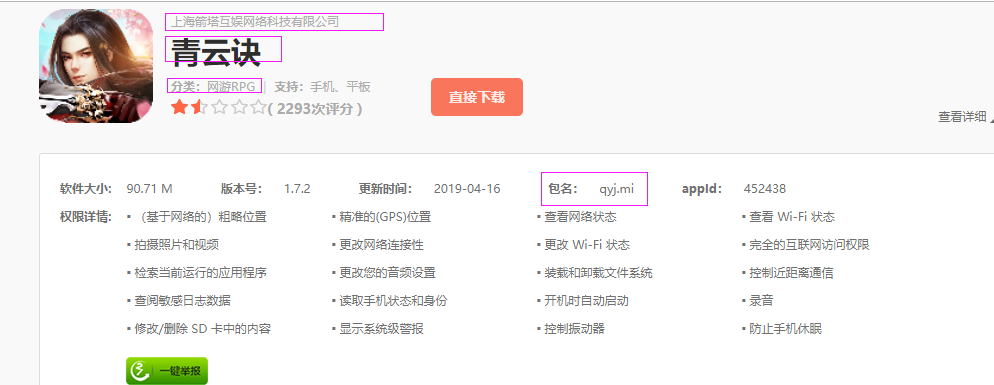 上海箭塔互娱网络科技有限公司
青云诀
分类：网游RPG | 支持：手机、平板
( 2293次评分 )
直接下载
查看详细
软件大小: 90.71 M 版本号： 1.7.2 更新时间： 2019-04-16 包名： qyj.mi appId： 452438
权限详情: ▪ （基于网络的）粗略位置 ▪ 精准的(GPS)位置 ▪ 查看网络状态 ▪ 查看 Wi-Fi 状态
▪ 拍摄照片和视频 ▪ 更改网络连接性 ▪ 更改 Wi-Fi 状态 ▪ 完全的互联网访问权限
▪ 检索当前运行的应用程序 ▪ 更改您的音频设置 ▪ 装载和卸载文件系统 ▪ 控制近距离通信
▪ 查阅敏感日志数据 ▪ 读取手机状态和身份 ▪ 开机时自动启动 ▪ 录音
▪ 修改/删除 SD 卡中的内容 ▪ 显示系统级警报 ▪ 控制振动器 ▪ 防止手机休眠
一键举报